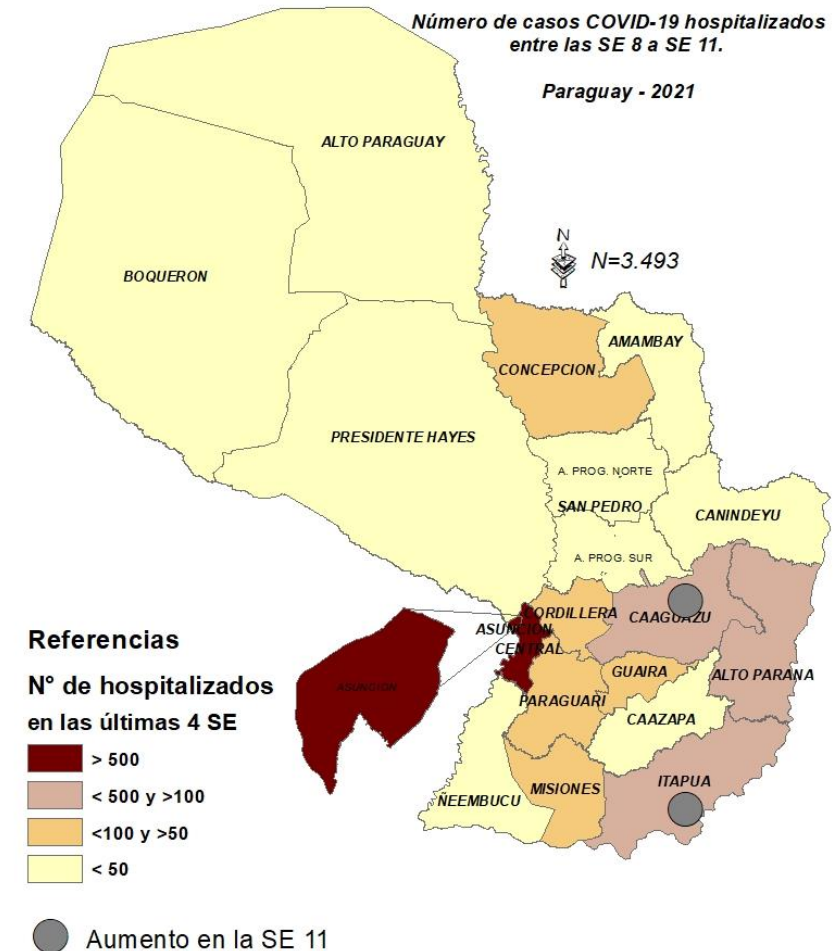 Número de casos COVID-19 hospitalizados
entre las SE 8 a SE 11.
Paraguay - 2021
ALTO PARAGUAY
N
N=3.493
BOQUERON
AMAMBAY
CONCEPCION
PRESIDENTE HAYES
A. PROG. NORTE
SAN PEDRO
CANINDEYU
A. PROG. SUR
CORDILLERA
CAAGUAZU
ASUNCION
CENTRAL
GUAIRA
ALTO PARANA
ASUNCION
PARAGUARI
CAAZAPA
ITAPUA
MISIONES
ÑEEMBUCU
Referencias
N° de hospitalizados
en las últimas 4 SE
> 500
< 500 y >100
<100 y >50
< 50
Aumento en la SE 11